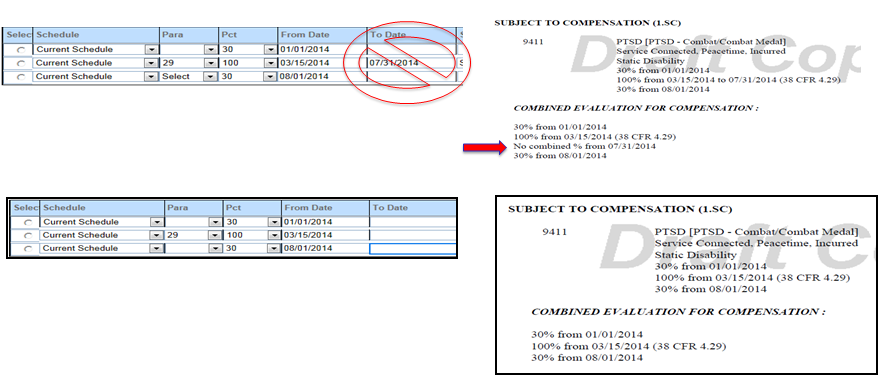 Selec Schedule Para Pct From Date To Date S
Current Schedule 30 01/01/2014
Current Schedule 29 100 03/15/2014 07/31/2014 S
Current Schedule Select 30 08/01/2014
SUBJECT TO COMPENSATION (1.SC)
9411 PTSD [PTSD - Combat/Combat Medal]
Service Connected, Peacetime, Incurred
Static Disability
30% from 01/01/2014
100% from 03/15/2014 to 07/31/2014 (38 CFR 4.29)
30% from 08/01/2014
Draft Cop
COMBINED EVALUATION FOR COMPENSATION :
30% from 01/01/2014
100% from 03/15/2014 (38 CFR 4.29)
No combined % from 07/31/2014
30% from 08/01/2014
Selec Schedule Para Pct From Date To Date
Current Schedule 30 01/01/2014
Current Schedule 29 100 03/15/2014
Current Schedule 30 08/01/2014
SUBJECT TO COMPENSATION (1.SC)
9411 PTSD [PTSD - Combat/Combat Medal]
Service Connected, Peacetime, Incurred
Static Disability
30% from 01/01/2014
100% from 03/15/2014 (38 CFR 4.29)
30% from 08/01/2014
Draft C
COMBINED EVALUATION FOR COMPENSATION :
30% from 01/01/2014
100% from 03/15/2014 (38 CFR 4.29)
30% from 08/01/2014